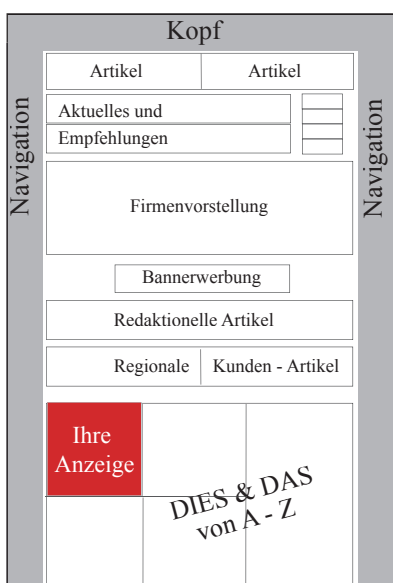 Kopf
Navigation
Navigation
Artikel
Artikel
Aktuelles und
Empfehlungen
Firmenvorstellung
Bannerwerbung
Redaktionelle Artikel
Regionale
Kunden - Artikel
Ihre
Anzeige
DIES & DAS
von A - Z